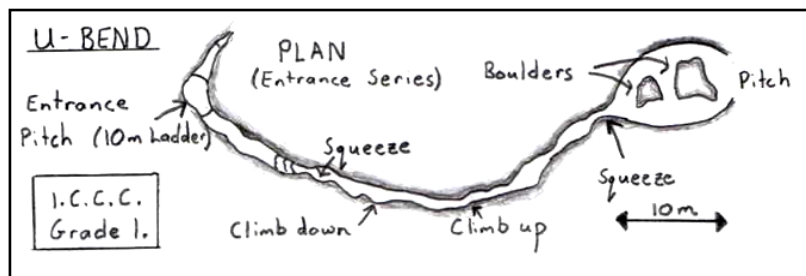 U-BEND
PLAN
(Entrance Series)
Boulders
Pitch
Entrance
Pitch (10m ladder)
Squeeze
Squeeze
I.C.C.C.
Grade 1.
Climb down
Climb up
10m